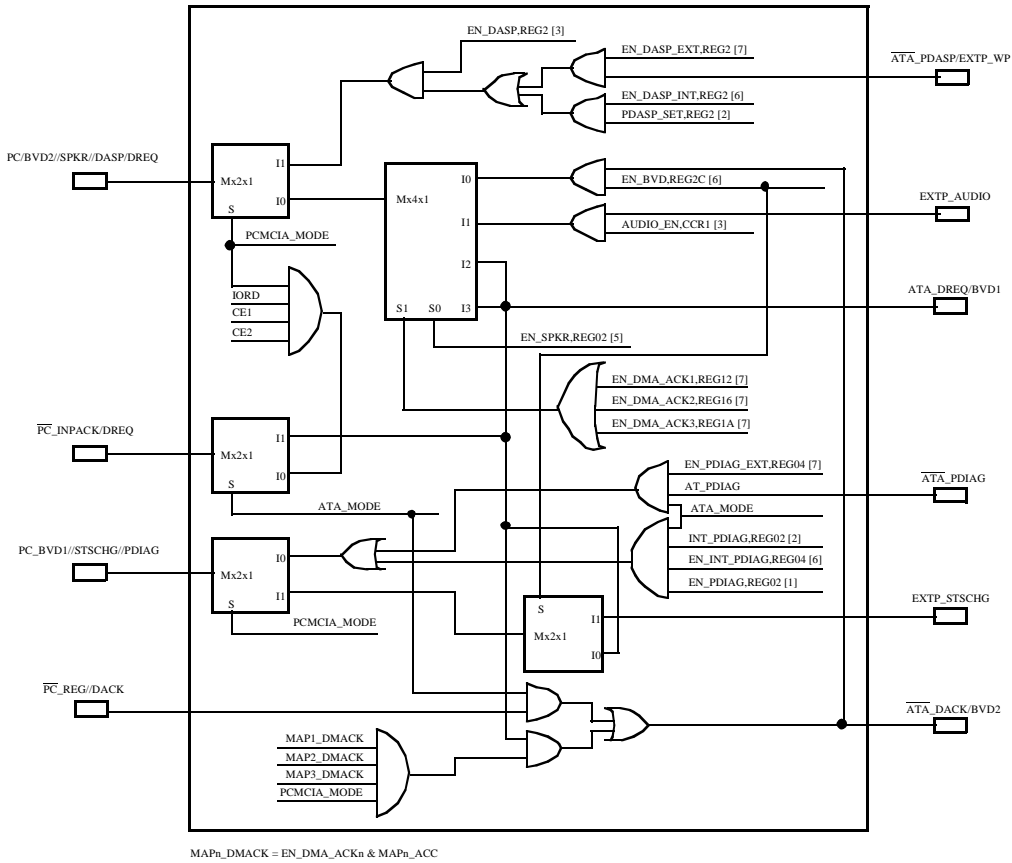 EN_DASP,REG2 [3]
EN_DASP_EXT,REG2 [7]
ATA_PDASP/EXTP_WP
EN_DASP_INT,REG2 [6]
PDASP_SET,REG2 [2]
PC/BVD2//SPKR//DASP/DREQ
I1
Mx2x1
I0
S
PCMCIA_MODE
Mx4x1
I0
I1
I2
I3
S1
S0
EN_BVD,REG2C [6]
EXTP_AUDIO
AUDIO_EN,CCR1 [3]
ATA_DREQ/BVD1
IORD
CE1
CE2
EN_SPKR,REG02 [5]
EN_DMA_ACK1,REG12 [7]
EN_DMA_ACK2,REG16 [7]
EN_DMA_ACK3,REG1A [7]
PC_INPACK/DREQ
I1
Mx2x1
I0
S
ATA_MODE
EN_PDIAG_EXT,REG04 [7]
AT_PDIAG
ATA_PDIAG
ATA_MODE
INT_PDIAG,REG02 [2]
EN_INT_PDIAG,REG04 [6]
EN_PDIAG,REG02 [1]
PC_BVD1//STSCHG//PDIAG
I0
Mx2x1
I1
S
PCMCIA_MODE
S
I1
Mx2x1
I0
EXTP_STSCHG
PC_REG//DACK
ATA_DACK/BVD2
MAP1_DMACK
MAP2_DMACK
MAP3_DMACK
PCMCIA_MODE
MAPn_DMACK = EN_DMA_ACKn & MAPn_ACC